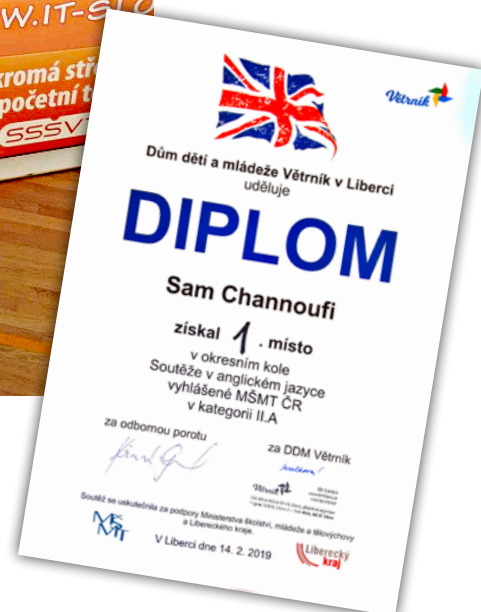 W.IT-S
kromá stř
početní t
SSSV
Větrník
Dům dětí a mládeže Větrník v Liberci
uděluje
DIPLOM
Sam Channoufi
získal 1. místo
v okresním kole
Soutěže v anglickém jazyce
vyhlášené MŠMT ČR
v kategorii II.A
za odbornou porotu
za DDM Větrník
Větrník
Soutěž se uskutečnila za podpory Ministerstva školství, mládeže a tělovýchovy
a Libereckého kraje.
MŠMT
V Liberci dne 14. 2. 2019
Liberecký
kraj